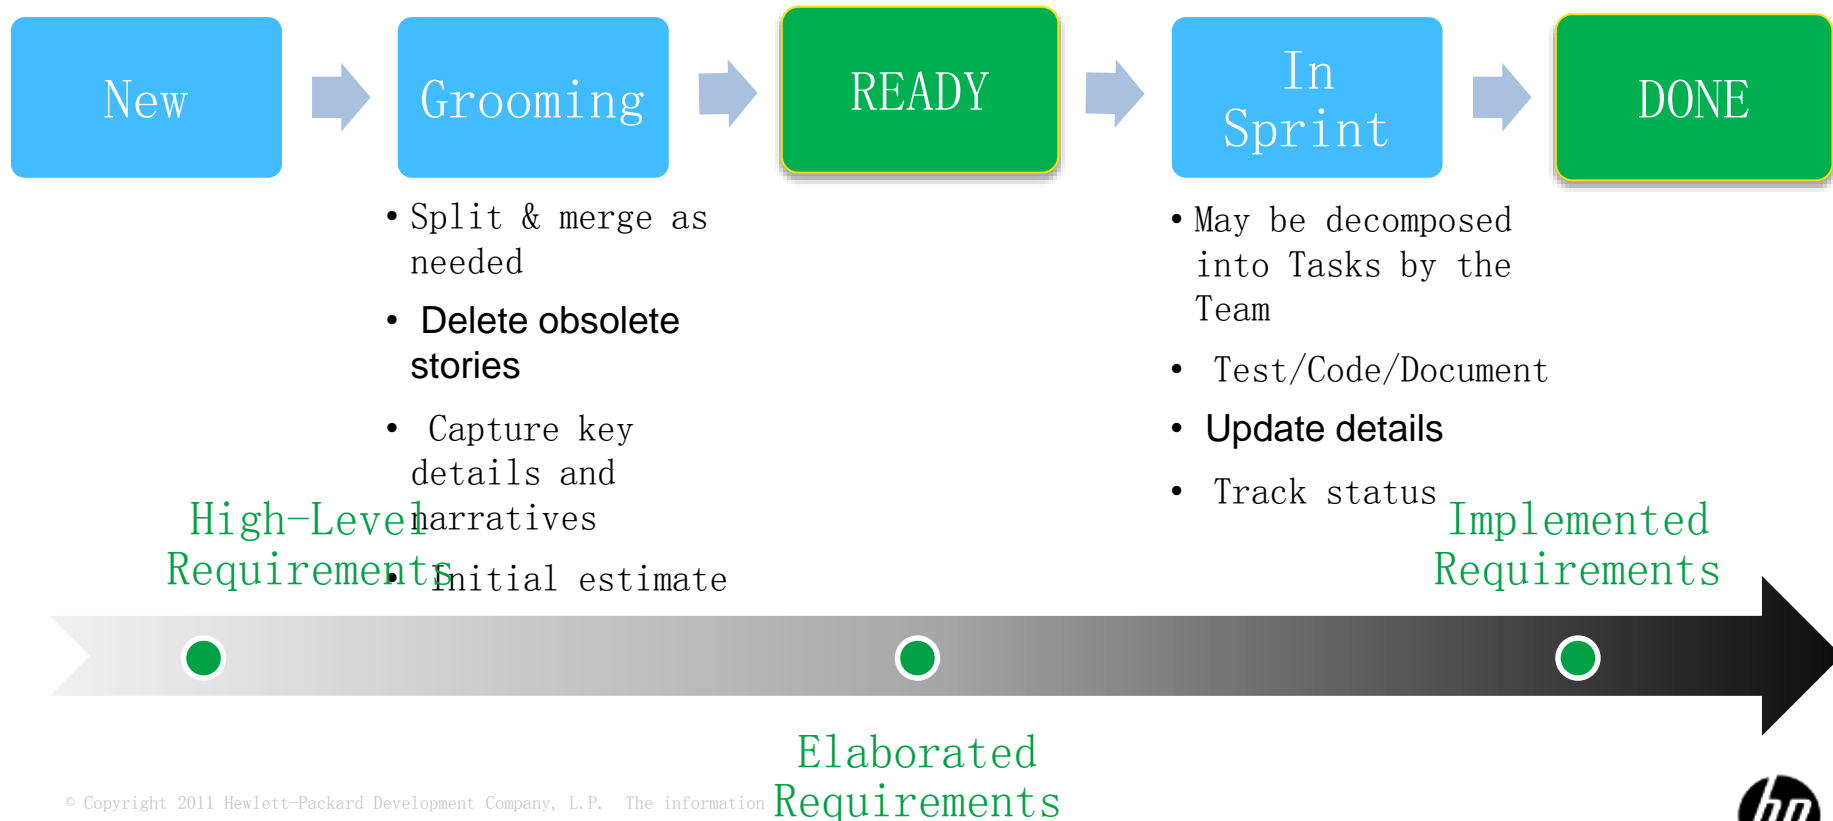 New
Grooming
READY
In
Sprint
DONE
• Split & merge as
needed
• Delete obsolete
stories
• Capture key
details and
narratives
• Initial estimate
• May be decomposed
into Tasks by the
Team
• Test/Code/Document
• Update details
• Track status
High-Level
Requirements
Implemented
Requirements
Elaborated
Requirements
© Copyright 2011 Hewlett-Packard Development Company, L.P. The information
hp